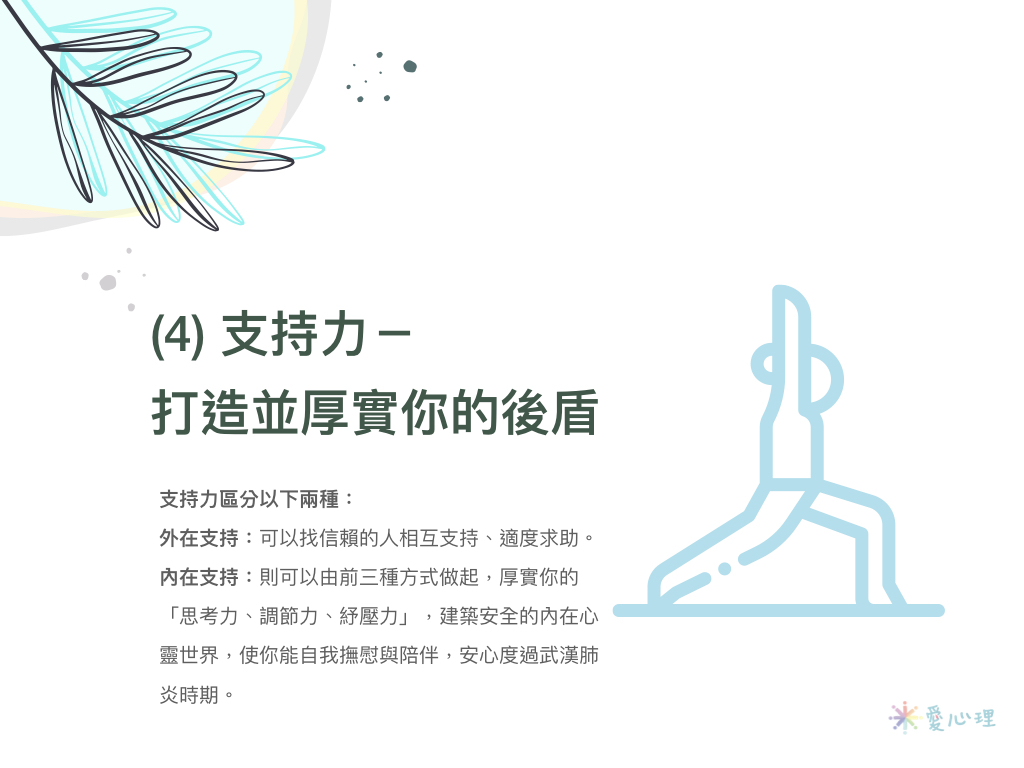 (4) 支持力 –
打造並厚實你的後盾
支持力區分以下兩種：
外在支持：可以找信賴的人相互支持、適度求助。
內在支持：則可以由前三種方式做起，厚實你的
「思考力、調節力、紓壓力」，建築安全的內在心
靈世界，使你能自我撫慰與陪伴，安心度過武漢肺
炎時期。
愛心理